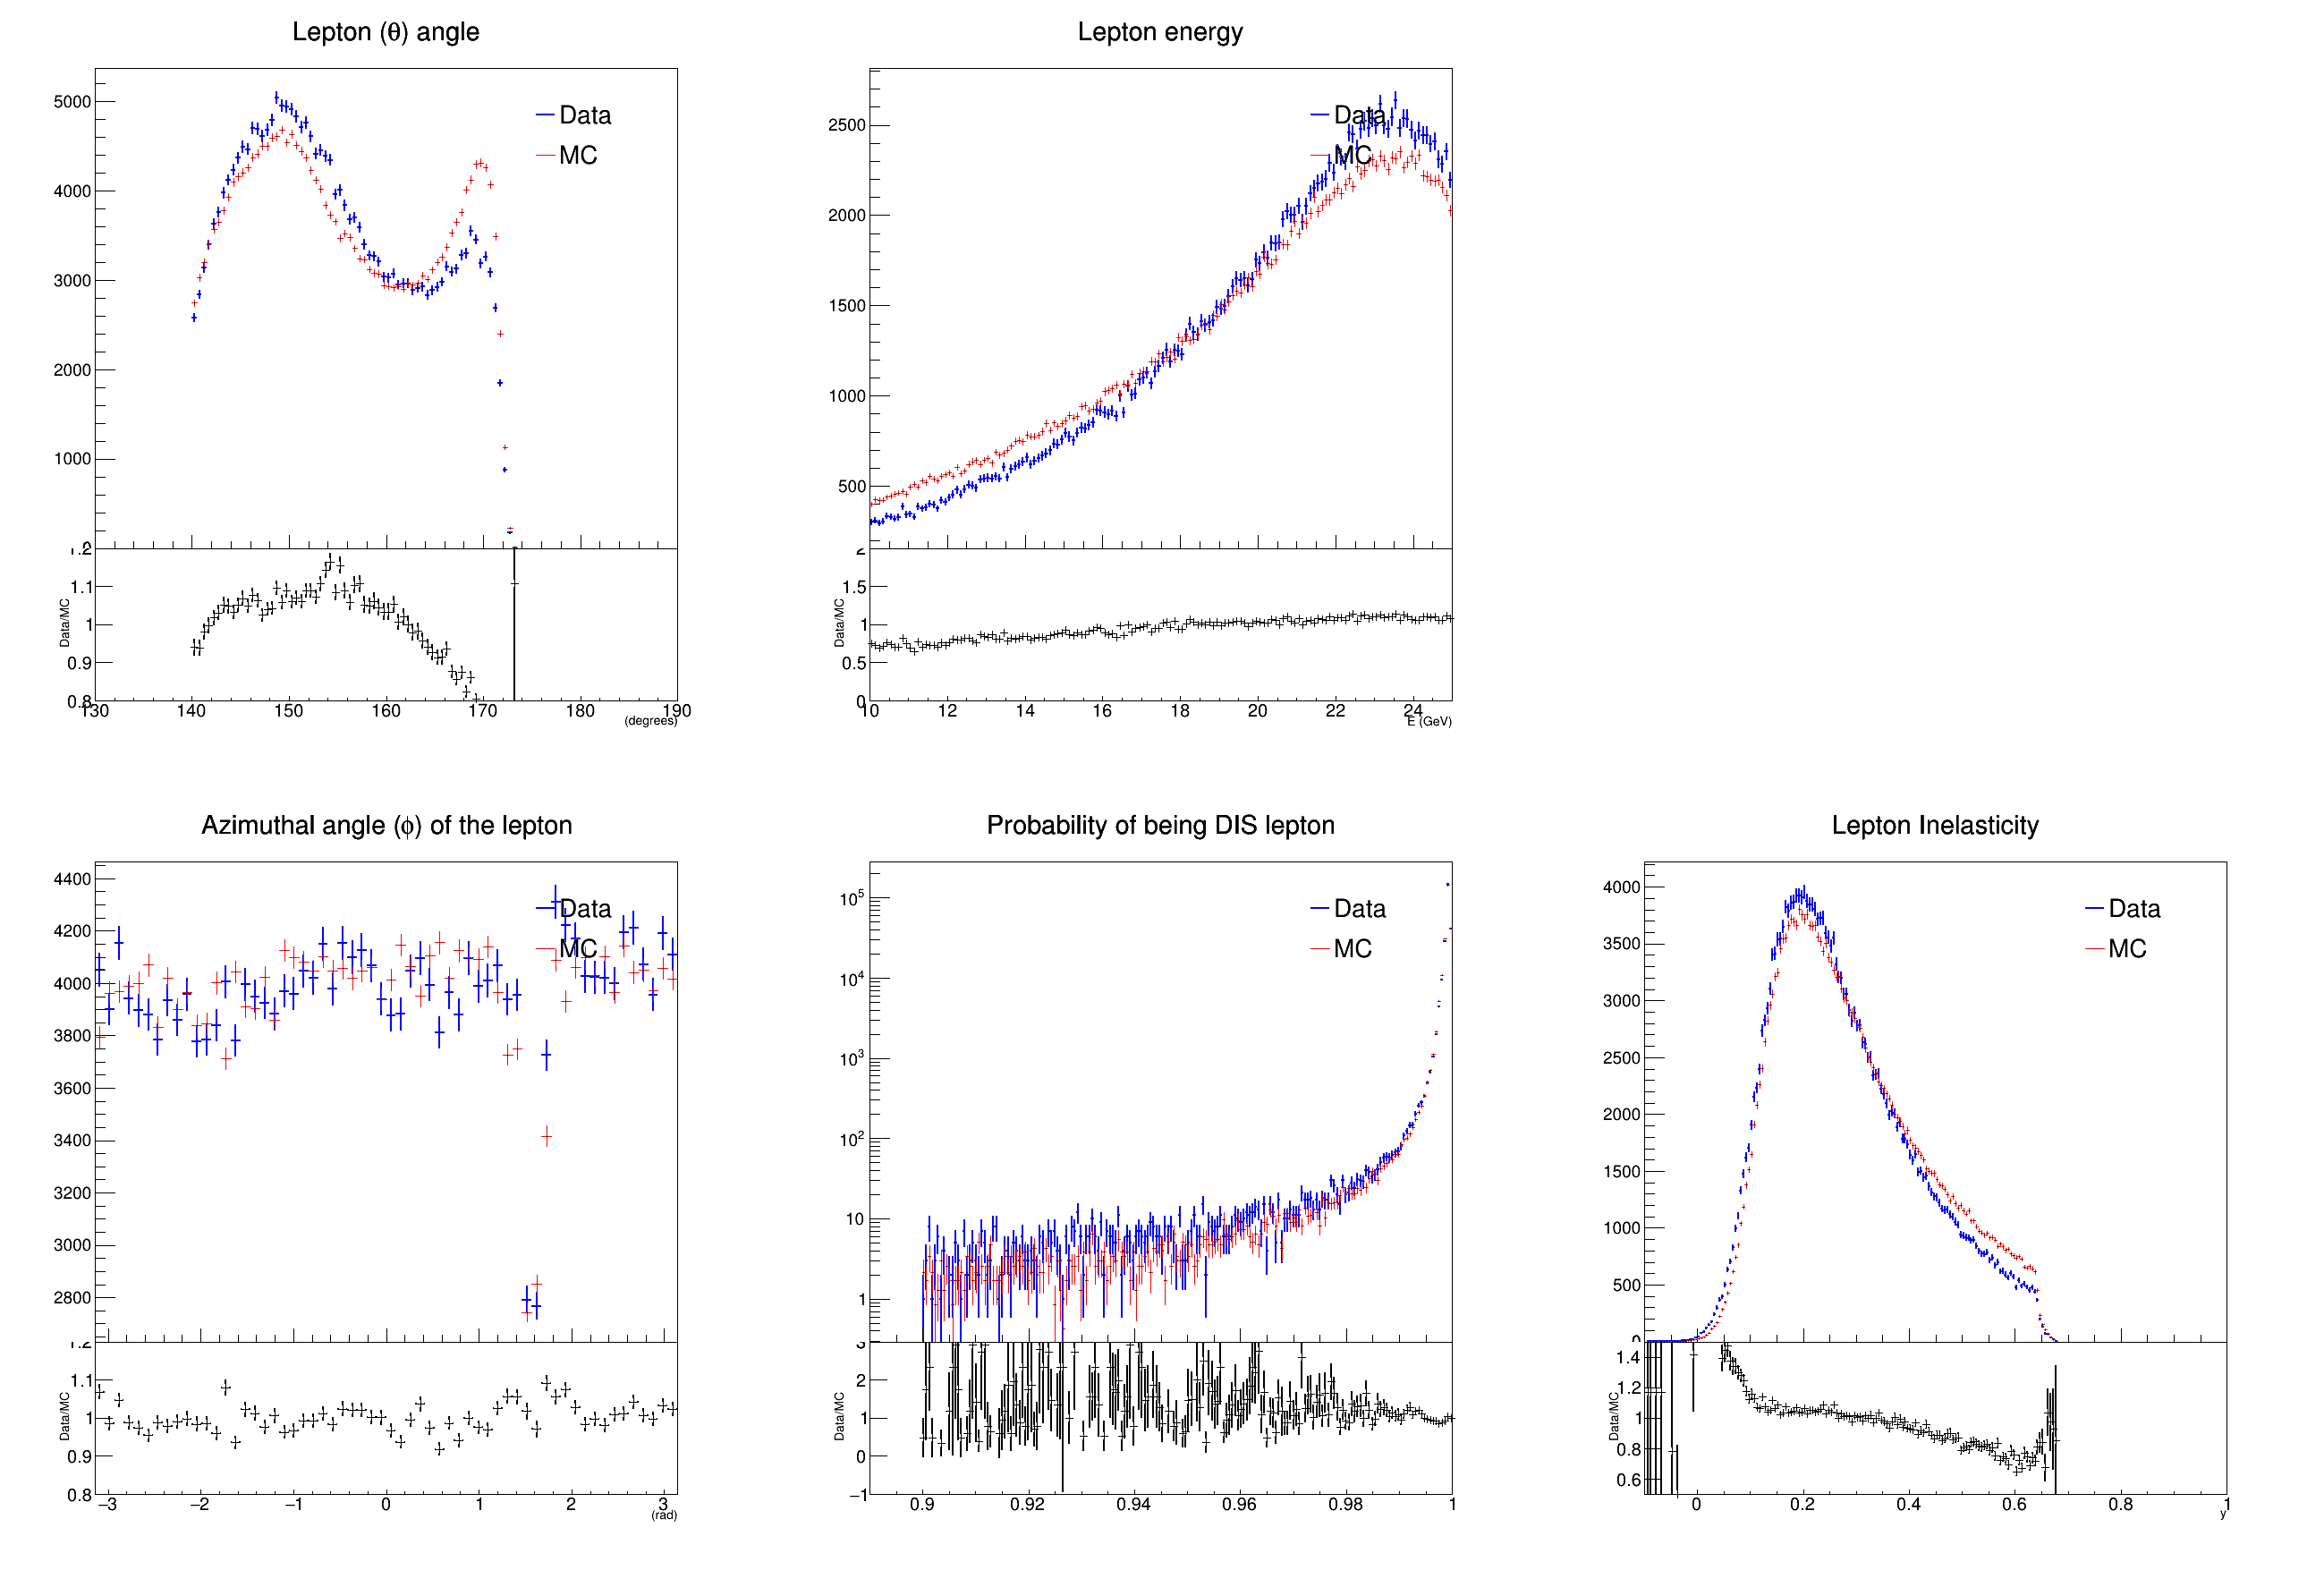 Lepton (θ) angle
5000
4000
3000
2000
1000
Data
MC
1.2
1.1
1
0.9
0.8
Data/MC
130 140 150 160 170 180 190
(degrees)
Lepton energy
2500
2000
1500
1000
500
Data
MC
2
1.5
1
0.5
0
Data/MC
10 12 14 16 18 20 22 24
E (GeV)
Azimuthal angle (ϕ) of the lepton
4400
4200
4000
3800
3600
3400
3200
3000
2800
Data
MC
1.2
1.1
1
0.9
0.8
Data/MC
−3 −2 −1 0 1 2 3
(rad)
Probability of being DIS lepton
10⁵
10⁴
10³
10²
10
1
Data
MC
3
2
1
0
−1
Data/MC
0.9 0.92 0.94 0.96 0.98 1
Lepton Inelasticity
4000
3500
3000
2500
2000
1500
1000
500
0
Data
MC
1.4
1.2
1
0.8
0.6
Data/MC
0 0.2 0.4 0.6 0.8 1
y